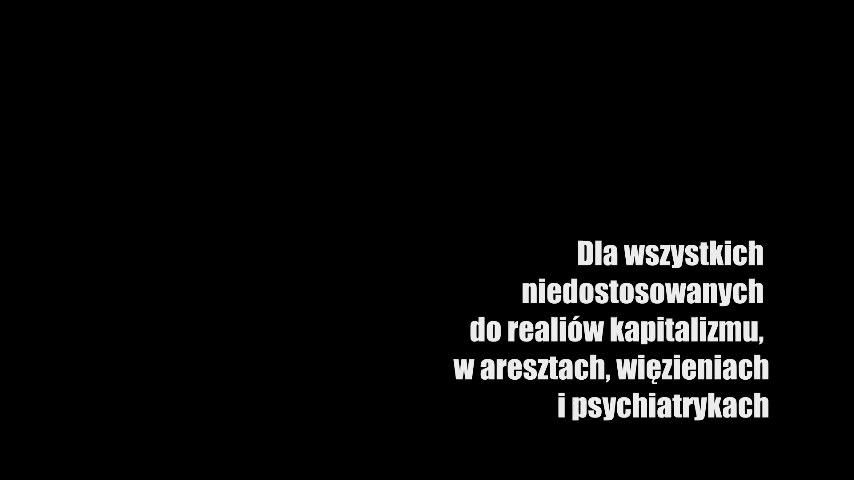 Dla wszystkich
niedostosowanych
do realiów kapitalizmu,
w aresztach, więzieniach
i psychiatrykach